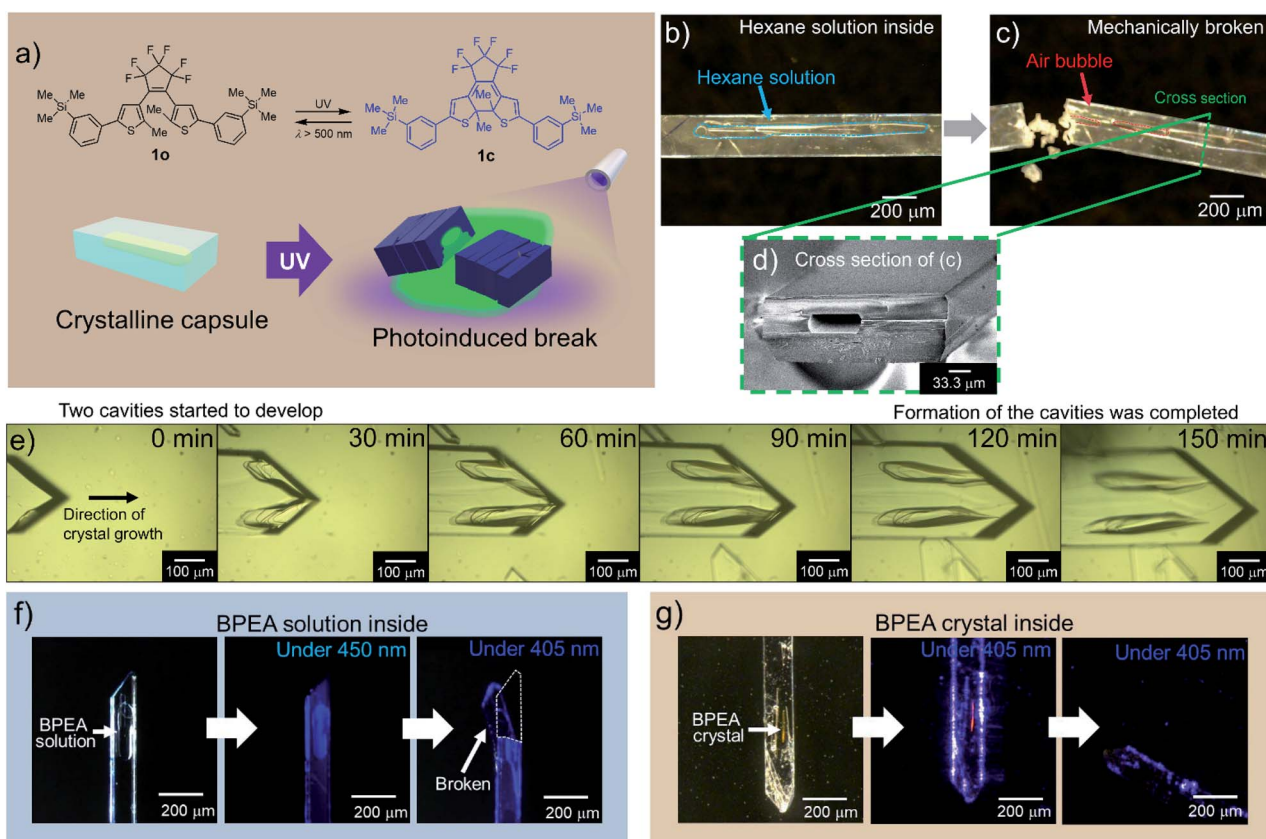 a)
F F
F F
F F
Me
Me Si Me
Me
Me
S S
Me
Si Me
Me
1o
UV
λ > 500 nm
F F
F F
F F
Me
Me Si Me
Me
S S
Me
Me
Si Me
Me
1c
Crystalline capsule
UV
Photoinduced break
b)
Hexane solution inside
Hexane solution
200 μm
c)
Mechanically broken
Air bubble
Cross section
200 μm
d)
Cross section of (c)
33.3 μm
Two cavities started to develop
Formation of the cavities was completed
e)
0 min
Direction of
crystal growth
100 μm
30 min
100 μm
60 min
100 μm
90 min
100 μm
120 min
100 μm
150 min
100 μm
f)
BPEA solution inside
BPEA
solution
200 μm
Under 450 nm
200 μm
Under 405 nm
Broken
200 μm
g)
BPEA crystal inside
BPEA
crystal
200 μm
Under 405 nm
200 μm
Under 405 nm
200 μm